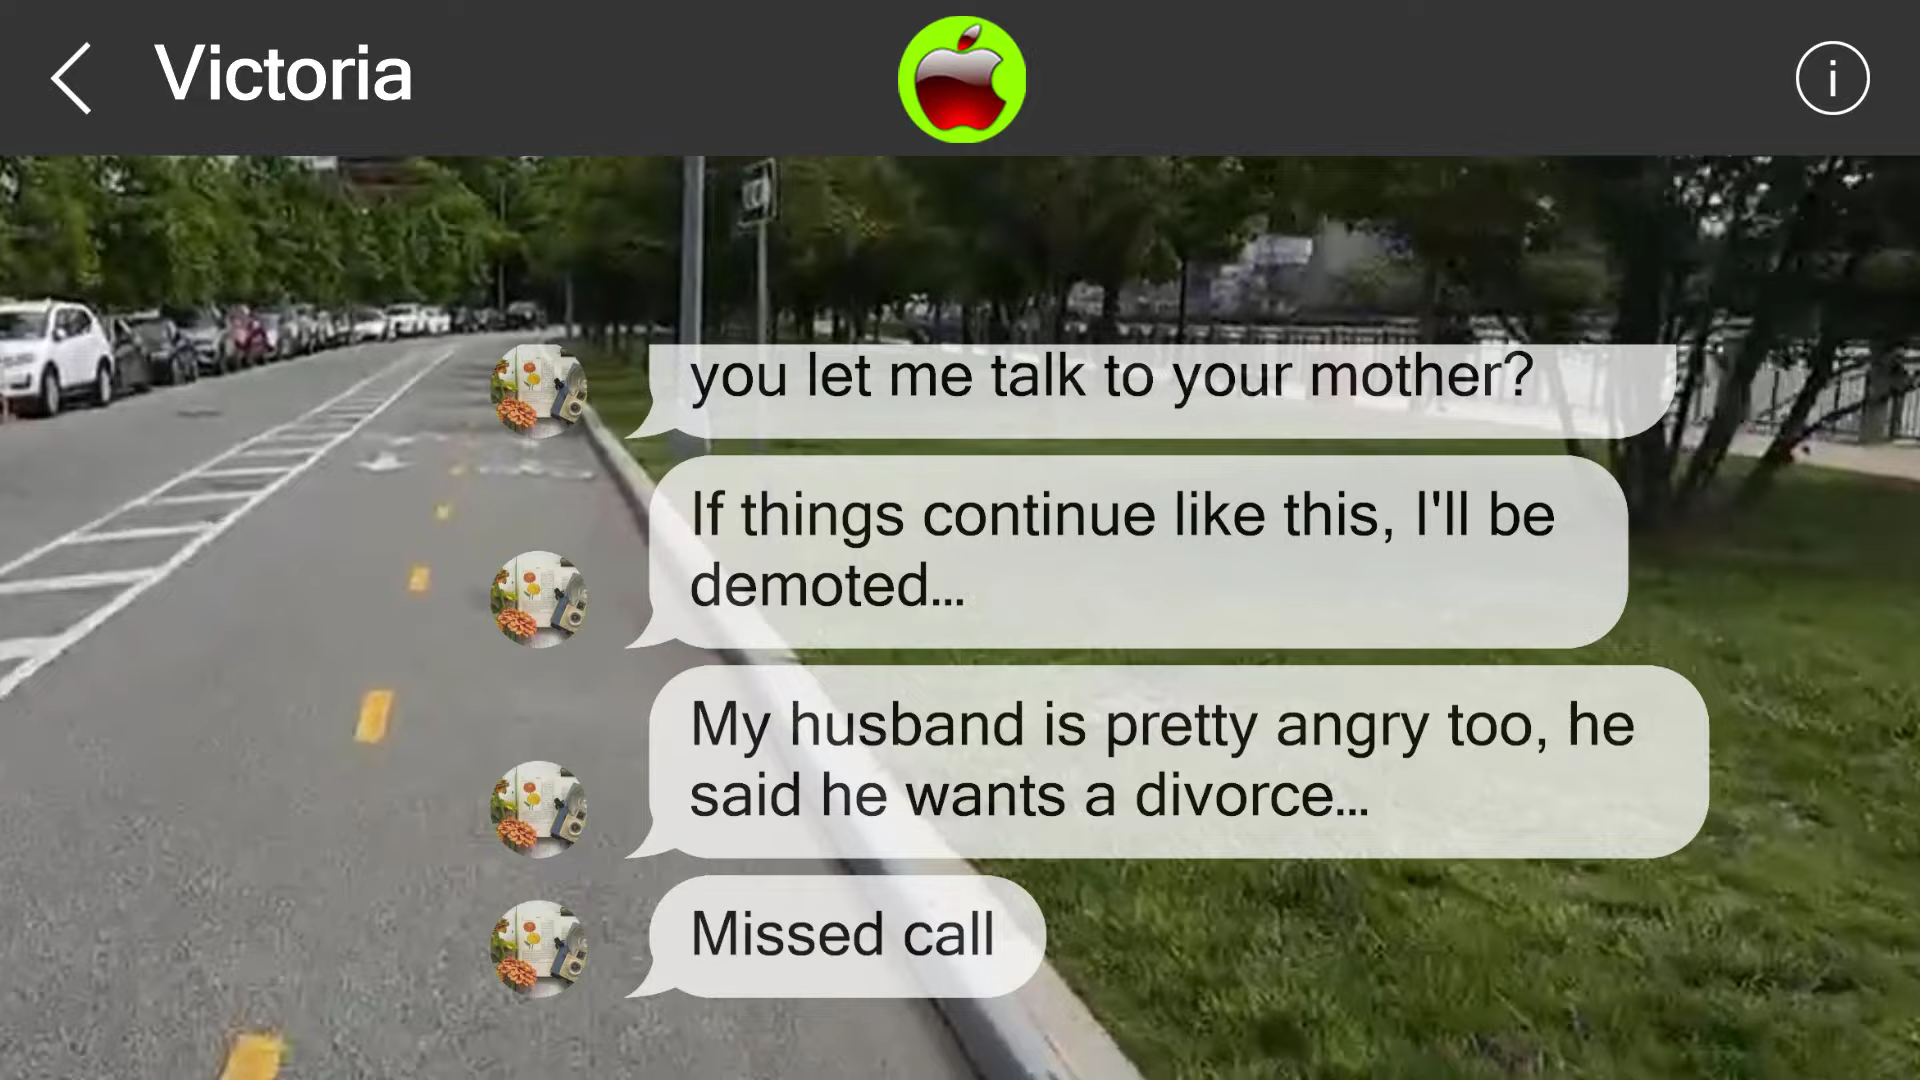 Victoria
i
you let me talk to your mother?
If things continue like this, I'll be
demoted...
My husband is pretty angry too, he
said he wants a divorce...
Missed call